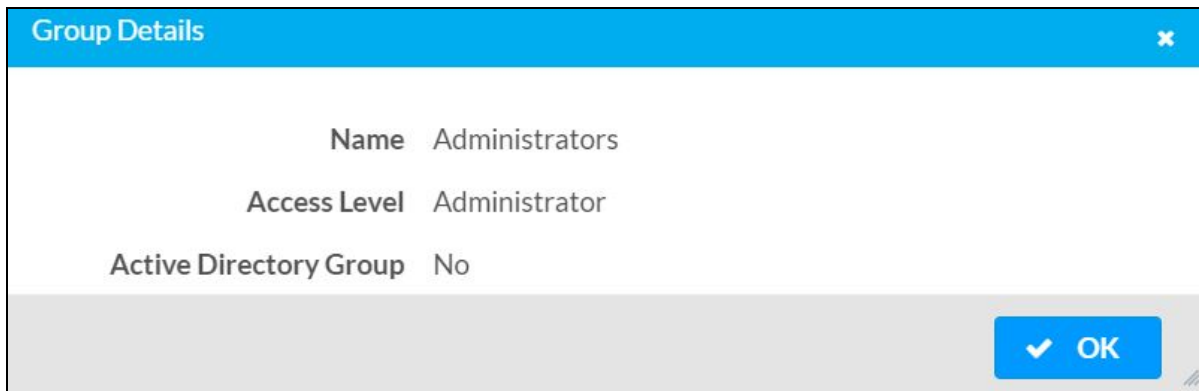 Group Details
Name Administrators
Access Level Administrator
Active Directory Group No
OK